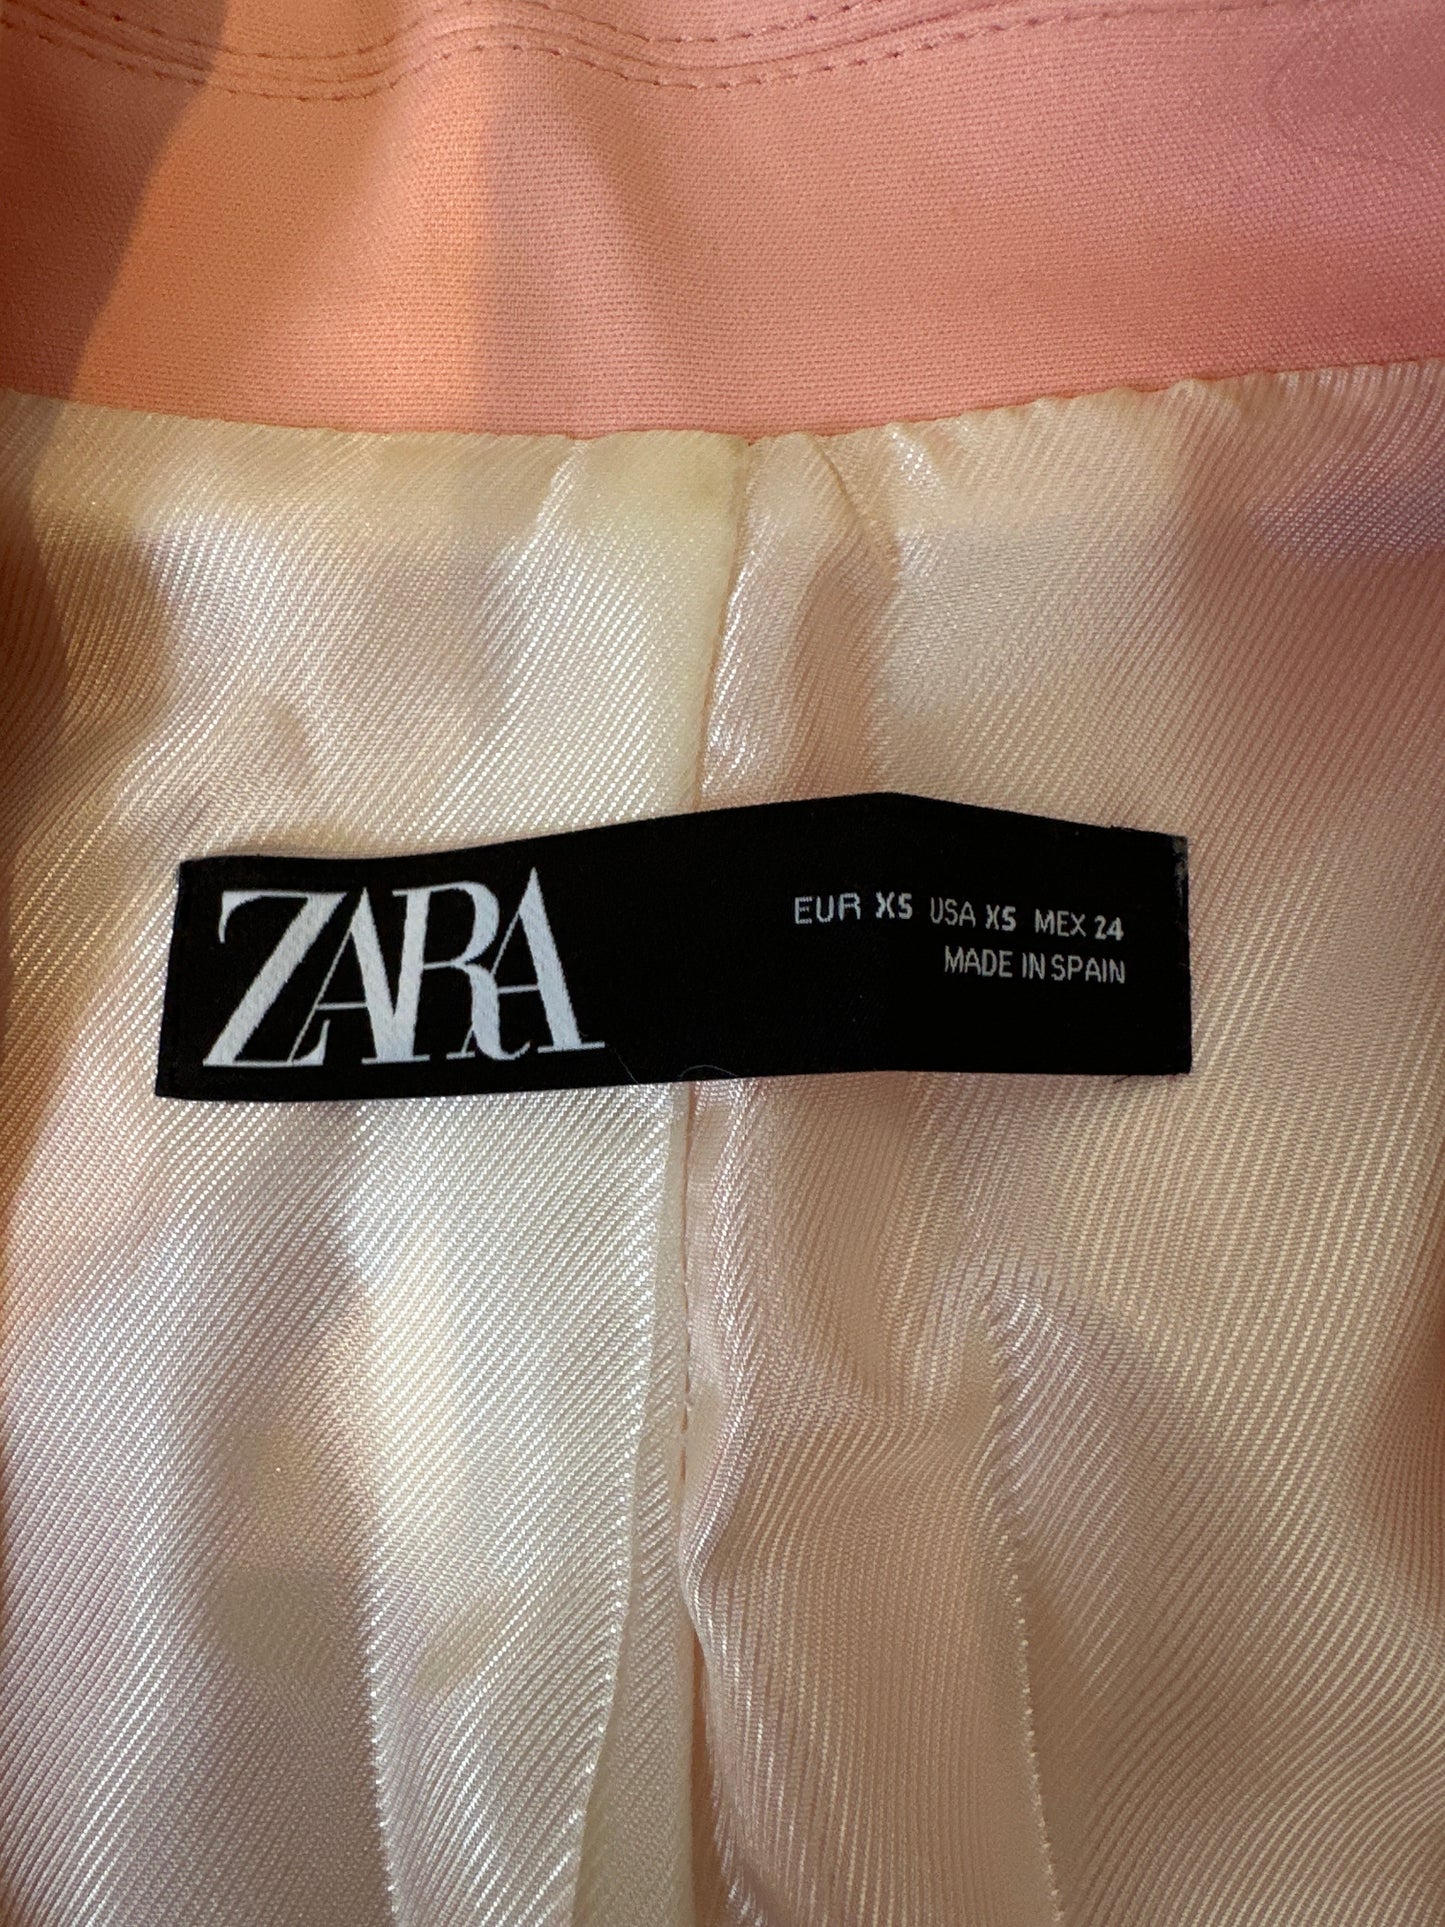 ZARA
EUR XS USA XS MEX 24
MADE IN SPAIN